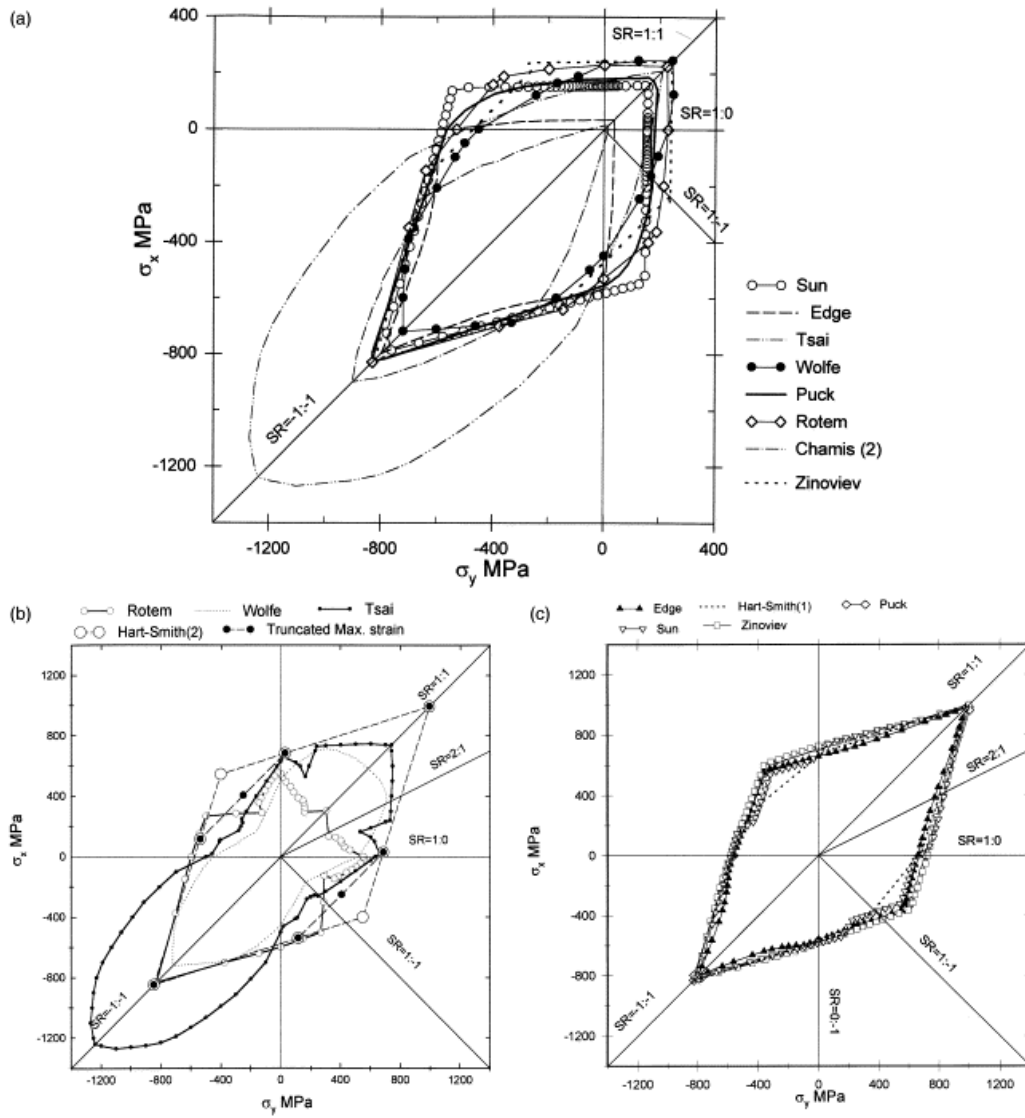 (a)
400
0
-400
-800
-1200
σx MPa
-1200
-800
-400
0
400
σy MPa
SR=1:1
SR=1:0
SR=1:-1
SR=-1:-1
Sun
Edge
Tsai
Wolfe
Puck
Rotem
Chamis (2)
Zinoviev
(b)
Rotem
Wolfe
Tsai
Hart-Smith(2)
Truncated Max. strain
1200
800
400
0
-400
-800
-1200
σx MPa
-1200
-800
-400
0
400
800
1200
σy MPa
SR=1:1
SR=2:1
SR=1:0
SR=1:-1
SR=-1:-1
(c)
Edge
Hart-Smith(1)
Puck
Sun
Zinoviev
1200
800
400
0
-400
-800
-1200
σx MPa
-1200
-800
-400
0
400
800
1200
σy MPa
SR=1:1
SR=2:1
SR=1:0
SR=1:-1
SR=0:-1
SR=-1:-1